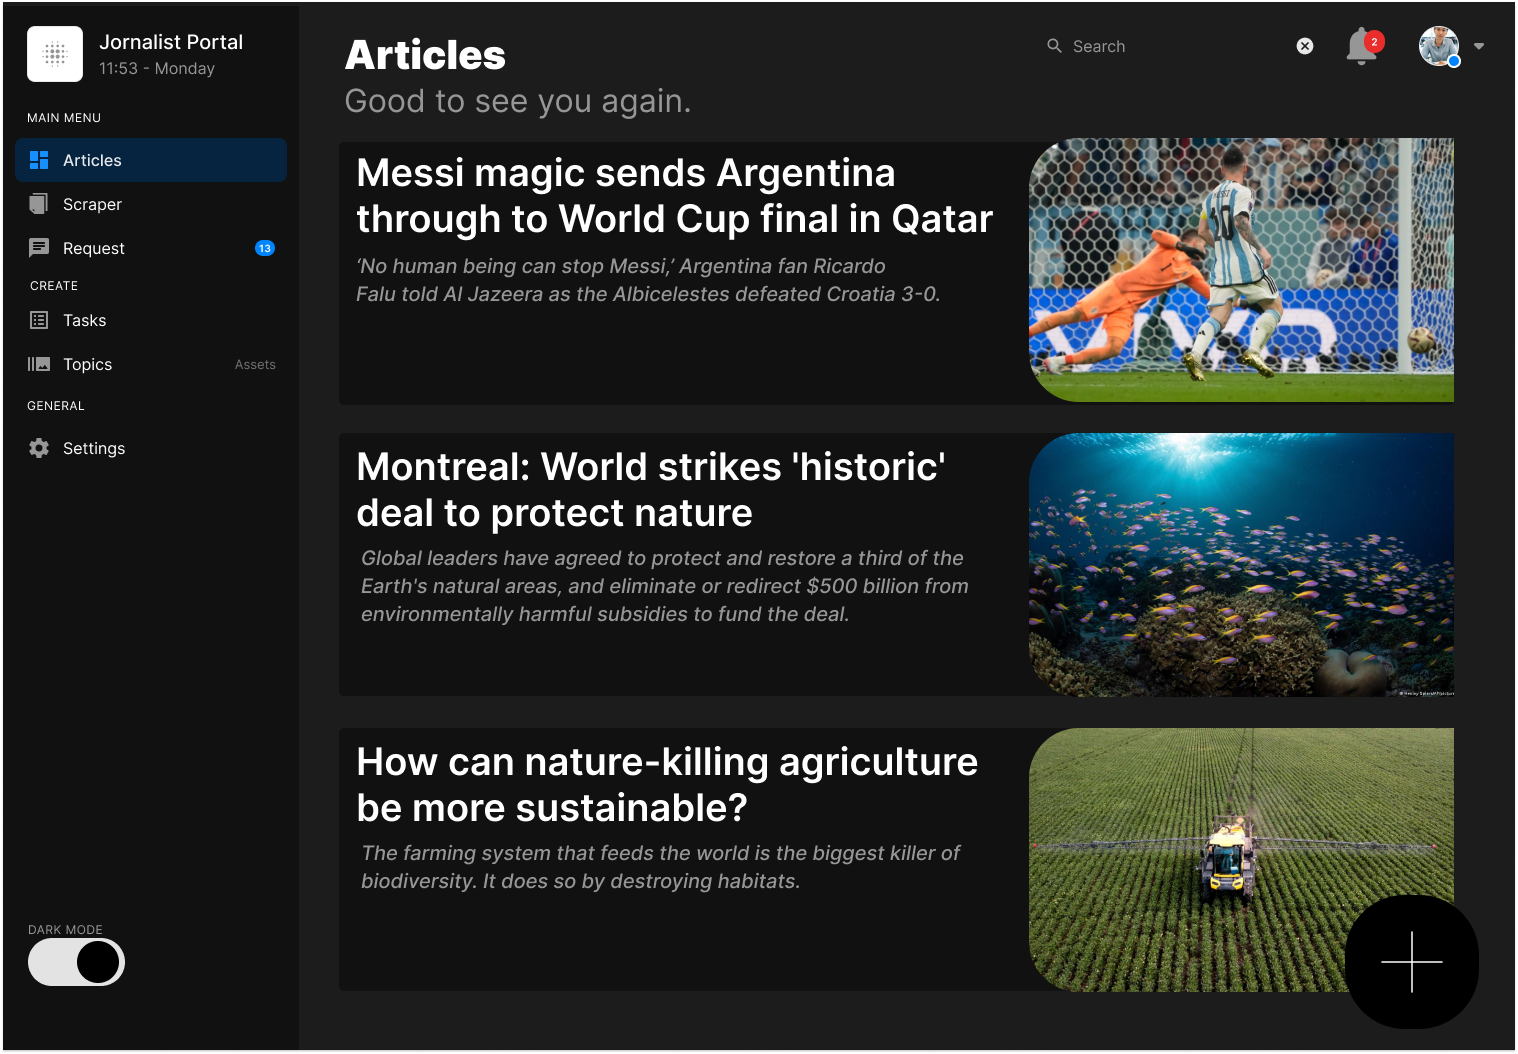 Jornalist Portal
11:53 - Monday
MAIN MENU
Articles
Scraper
Request
13
CREATE
Tasks
Topics
Assets
GENERAL
Settings
DARK MODE
Articles
Good to see you again.
Search
2
Messi magic sends Argentina
through to World Cup final in Qatar
‘No human being can stop Messi,’ Argentina fan Ricardo
Falu told Al Jazeera as the Albicelestes defeated Croatia 3-0.
10
Montreal: World strikes 'historic'
deal to protect nature
Global leaders have agreed to protect and restore a third of the
Earth's natural areas, and eliminate or redirect $500 billion from
environmentally harmful subsidies to fund the deal.
How can nature-killing agriculture
be more sustainable?
The farming system that feeds the world is the biggest killer of
biodiversity. It does so by destroying habitats.